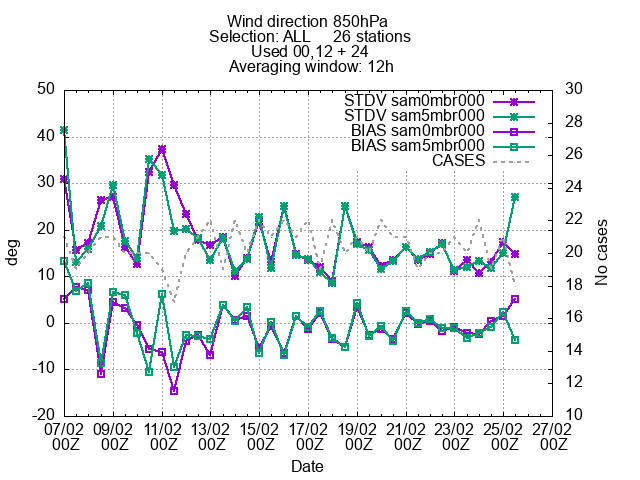 Wind direction 850hPa
Selection: ALL 26 stations
Used 00,12 + 24
Averaging window: 12h
STDV sam0mbr000
STDV sam5mbr000
BIAS sam0mbr000
BIAS sam5mbr000
CASES
deg
50
40
30
20
10
0
-10
-20
No cases
30
28
26
24
22
20
18
16
14
12
10
07/02 09/02 11/02 13/02 15/02 17/02 19/02 21/02 23/02 25/02 27/02
00Z 00Z 00Z 00Z 00Z 00Z 00Z 00Z 00Z 00Z 00Z
Date